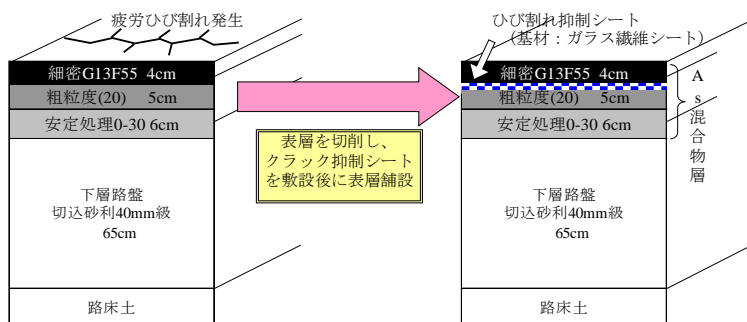 疲労ひび割れ発生
細密G13F55 4cm
粗粒度(20) 5cm
安定処理0-30 6cm
下層路盤
切込砂利40mm級
65cm
路床土
表層を切削し、
クラック抑制シート
を敷設後に表層舗設
ひび割れ抑制シート
（基材：ガラス繊維シート）
細密G13F55 4cm
粗粒度(20) 5cm
安定処理0-30 6cm
下層路盤
切込砂利40mm級
65cm
路床土
As混合物層